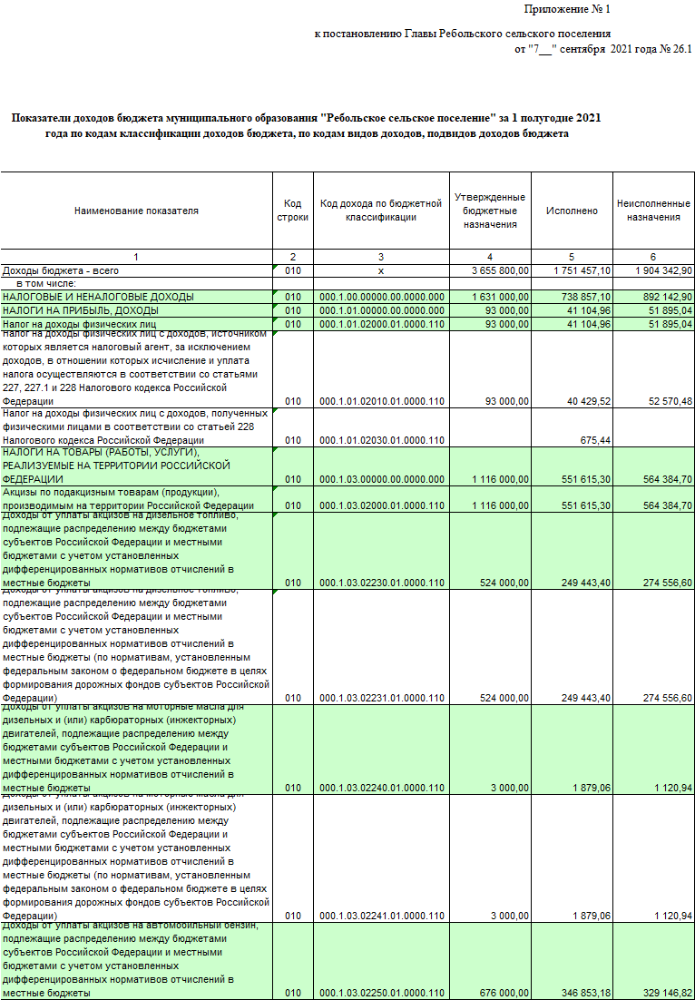 Приложение № 1
к постановлению Главы Ребольского сельского поселения
от "7__" сентября 2021 года № 26.1
Показатели доходов бюджета муниципального образования "Ребольское сельское поселение" за 1 полугодие 2021
года по кодам классификации доходов бюджета, по кодам видов доходов, подвидов доходов бюджета
Наименование показателя
Код
строки
Код дохода по бюджетной
классификации
Утвержденные
бюджетные
назначения
Исполнено
Неисполненные
назначения
1 2 3 4 5 6
Доходы бюджета - всего 010 x 3 655 800,00 1 751 457,10 1 904 342,90
в том числе:
НАЛОГОВЫЕ И НЕНАЛОГОВЫЕ ДОХОДЫ 010 000.1.00.00000.00.0000.000 1 631 000,00 738 857,10 892 142,90
НАЛОГИ НА ПРИБЫЛЬ, ДОХОДЫ 010 000.1.01.00000.00.0000.000 93 000,00 41 104,96 51 895,04
Налог на доходы физических лиц 010 000.1.01.02000.01.0000.110 93 000,00 41 104,96 51 895,04
Налог на доходы физических лиц с доходов, источником
которых является налоговый агент, за исключением
доходов, в отношении которых исчисление и уплата
налога осуществляются в соответствии со статьями
227, 227.1 и 228 Налогового кодекса Российской
Федерации 010 000.1.01.02010.01.0000.110 93 000,00 40 429,52 52 570,48
Налог на доходы физических лиц с доходов, полученных
физическими лицами в соответствии со статьей 228
Налогового кодекса Российской Федерации 010 000.1.01.02030.01.0000.110 675,44
НАЛОГИ НА ТОВАРЫ (РАБОТЫ, УСЛУГИ),
РЕАЛИЗУЕМЫЕ НА ТЕРРИТОРИИ РОССИЙСКОЙ
ФЕДЕРАЦИИ 010 000.1.03.00000.00.0000.000 1 116 000,00 551 615,30 564 384,70
Акцизы по подакцизным товарам (продукции),
производимым на территории Российской Федерации 010 000.1.03.02000.01.0000.110 1 116 000,00 551 615,30 564 384,70
Доходы от уплаты акцизов на дизельное топливо,
подлежащие распределению между бюджетами
субъектов Российской Федерации и местными
бюджетами с учетом установленных
дифференцированных нормативов отчислений в
местные бюджеты 010 000.1.03.02230.01.0000.110 524 000,00 249 443,40 274 556,60
Доходы от уплаты акцизов на дизельное топливо,
подлежащие распределению между бюджетами
субъектов Российской Федерации и местными
бюджетами с учетом установленных
дифференцированных нормативов отчислений в
местные бюджеты (по нормативам, установленным
федеральным законом о федеральном бюджете в целях
формирования дорожных фондов субъектов Российской
Федерации) 010 000.1.03.02231.01.0000.110 524 000,00 249 443,40 274 556,60
Доходы от уплаты акцизов на моторные масла для
дизельных и (или) карбюраторных (инжекторных)
двигателей, подлежащие распределению между
бюджетами субъектов Российской Федерации и
местными бюджетами с учетом установленных
дифференцированных нормативов отчислений в
местные бюджеты 010 000.1.03.02240.01.0000.110 3 000,00 1 879,06 1 120,94
Доходы от уплаты акцизов на моторные масла для
дизельных и (или) карбюраторных (инжекторных)
двигателей, подлежащие распределению между
бюджетами субъектов Российской Федерации и
местными бюджетами с учетом установленных
дифференцированных нормативов отчислений в
местные бюджеты (по нормативам, установленным
федеральным законом о федеральном бюджете в целях
формирования дорожных фондов субъектов Российской
Федерации) 010 000.1.03.02241.01.0000.110 3 000,00 1 879,06 1 120,94
Доходы от уплаты акцизов на автомобильный бензин,
подлежащие распределению между бюджетами
субъектов Российской Федерации и местными
бюджетами с учетом установленных
дифференцированных нормативов отчислений в
местные бюджеты 010 000.1.03.02250.01.0000.110 676 000,00 346 853,18 329 146,82